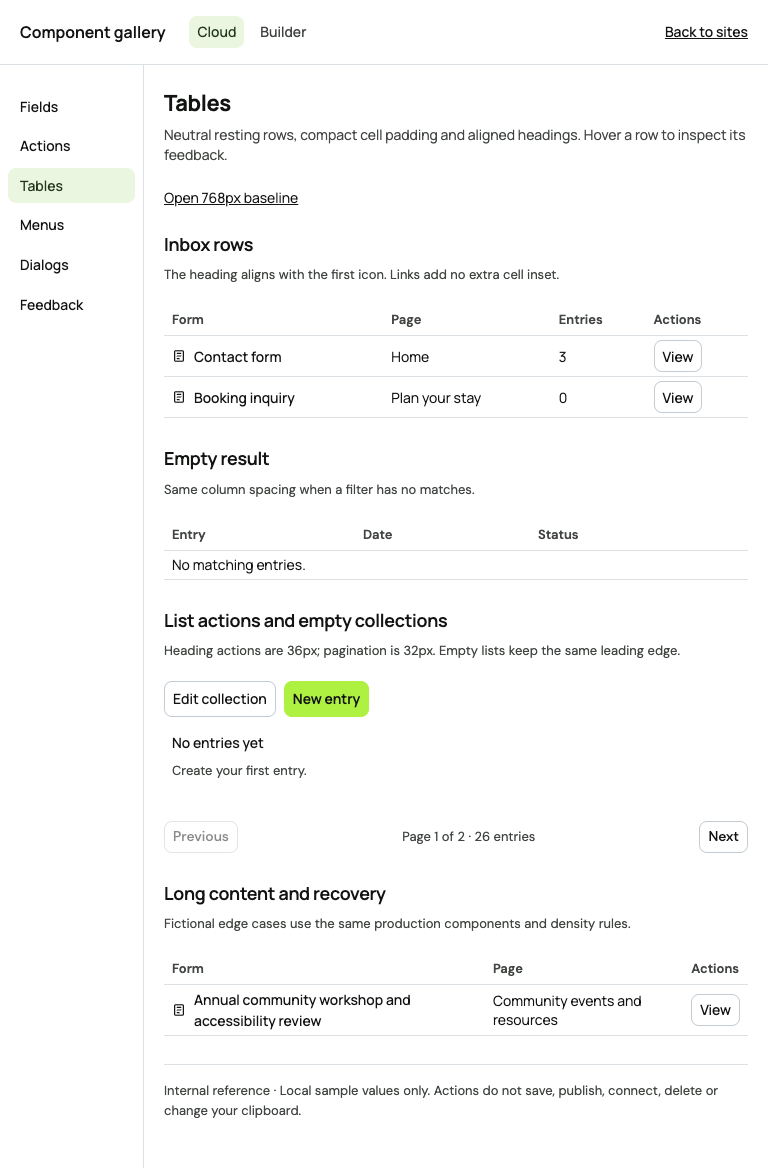 Component gallery
Cloud
Builder
Back to sites
Fields
Actions
Tables
Menus
Dialogs
Feedback
Tables
Neutral resting rows, compact cell padding and aligned headings. Hover a row to inspect its
feedback.
Open 768px baseline
Inbox rows
The heading aligns with the first icon. Links add no extra cell inset.
Form Page Entries Actions
Contact form Home 3 View
Booking inquiry Plan your stay 0 View
Empty result
Same column spacing when a filter has no matches.
Entry Date Status
No matching entries.
List actions and empty collections
Heading actions are 36px; pagination is 32px. Empty lists keep the same leading edge.
Edit collection New entry
No entries yet
Create your first entry.
Previous Page 1 of 2 · 26 entries Next
Long content and recovery
Fictional edge cases use the same production components and density rules.
Form Page Actions
Annual community workshop and
accessibility review
Community events and
resources
View
Internal reference · Local sample values only. Actions do not save, publish, connect, delete or
change your clipboard.